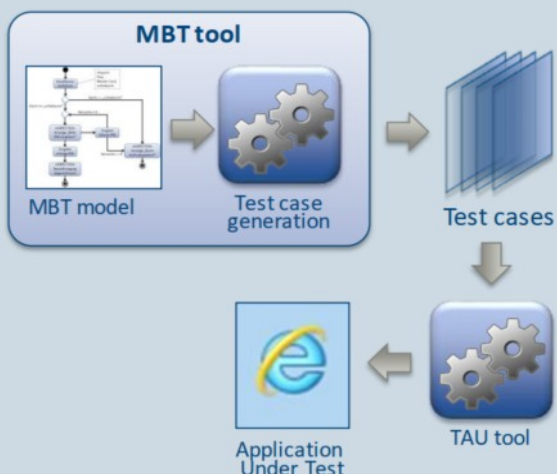 MBT tool
MBT model
Test case
generation
Test cases
TAU tool
Application
Under Test